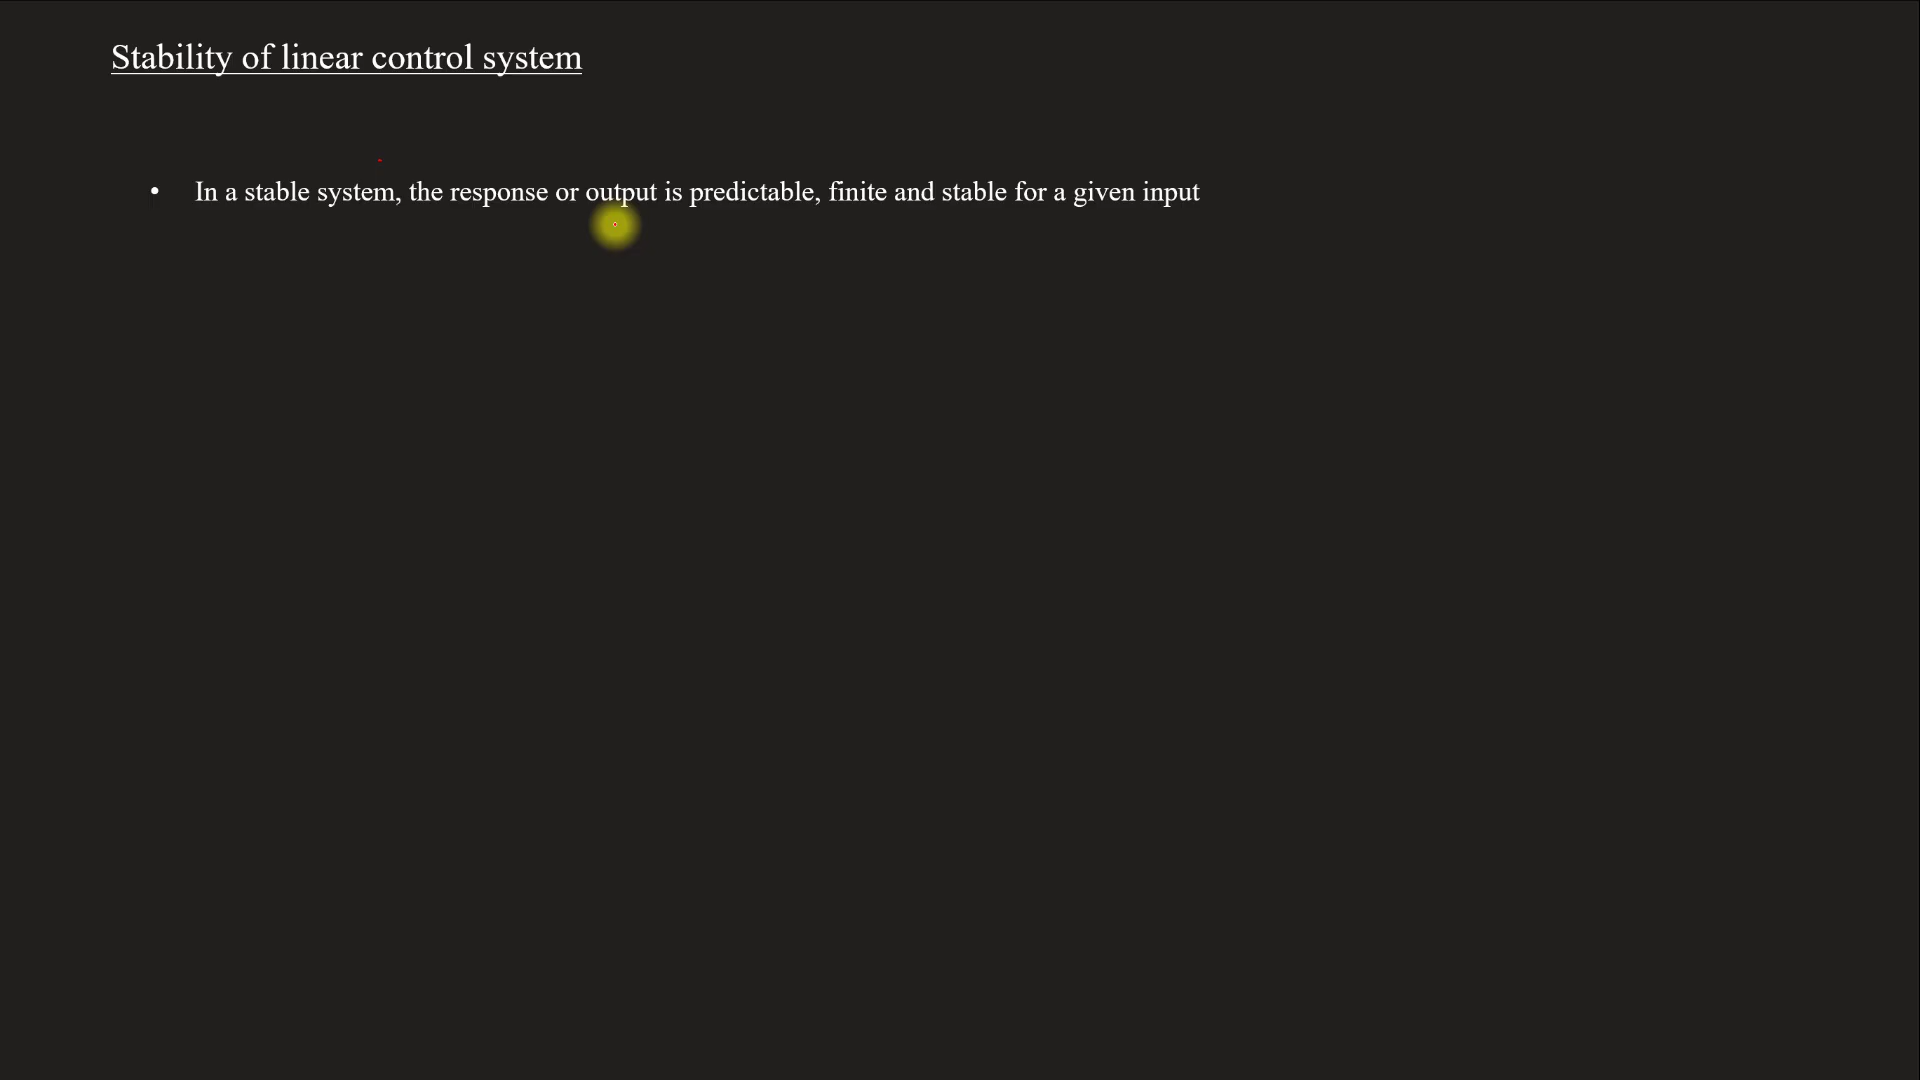 Stability of linear control system
• In a stable system, the response or output is predictable, finite and stable for a given input